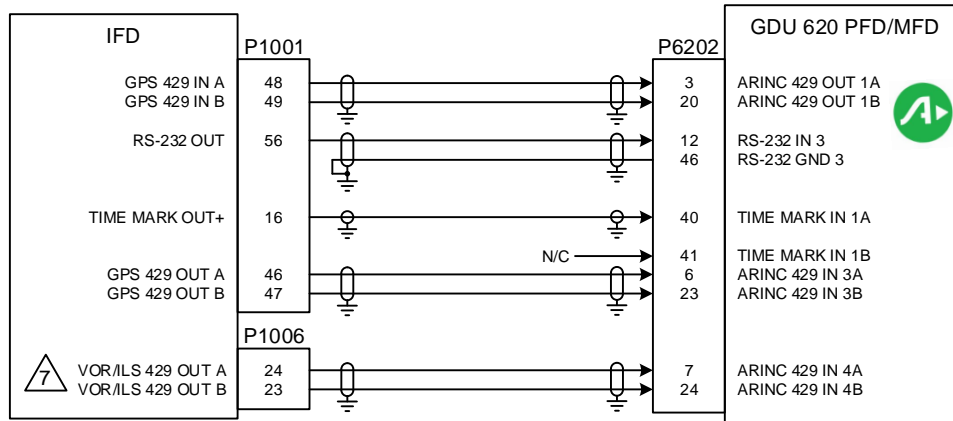 IFD
GDU 620 PFD/MFD
P1001
P6202
GPS 429 IN A 48 3 ARINC 429 OUT 1A
GPS 429 IN B 49 20 ARINC 429 OUT 1B
RS-232 OUT 56 12 RS-232 IN 3
46 RS-232 GND 3
TIME MARK OUT+ 16 40 TIME MARK IN 1A
N/C 41 TIME MARK IN 1B
GPS 429 OUT A 46 6 ARINC 429 IN 3A
GPS 429 OUT B 47 23 ARINC 429 IN 3B
P1006
7
VOR/ILS 429 OUT A 24 7 ARINC 429 IN 4A
VOR/ILS 429 OUT B 23 24 ARINC 429 IN 4B